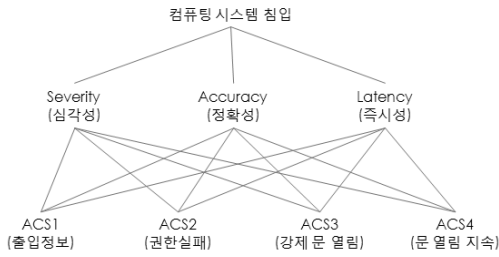 컴퓨팅 시스템 침입
Severity
(심각성)
Accuracy
(정확성)
Latency
(즉시성)
ACS1
(출입정보)
ACS2
(권한실패)
ACS3
(강제 문 열림)
ACS4
(문 열림 지속)